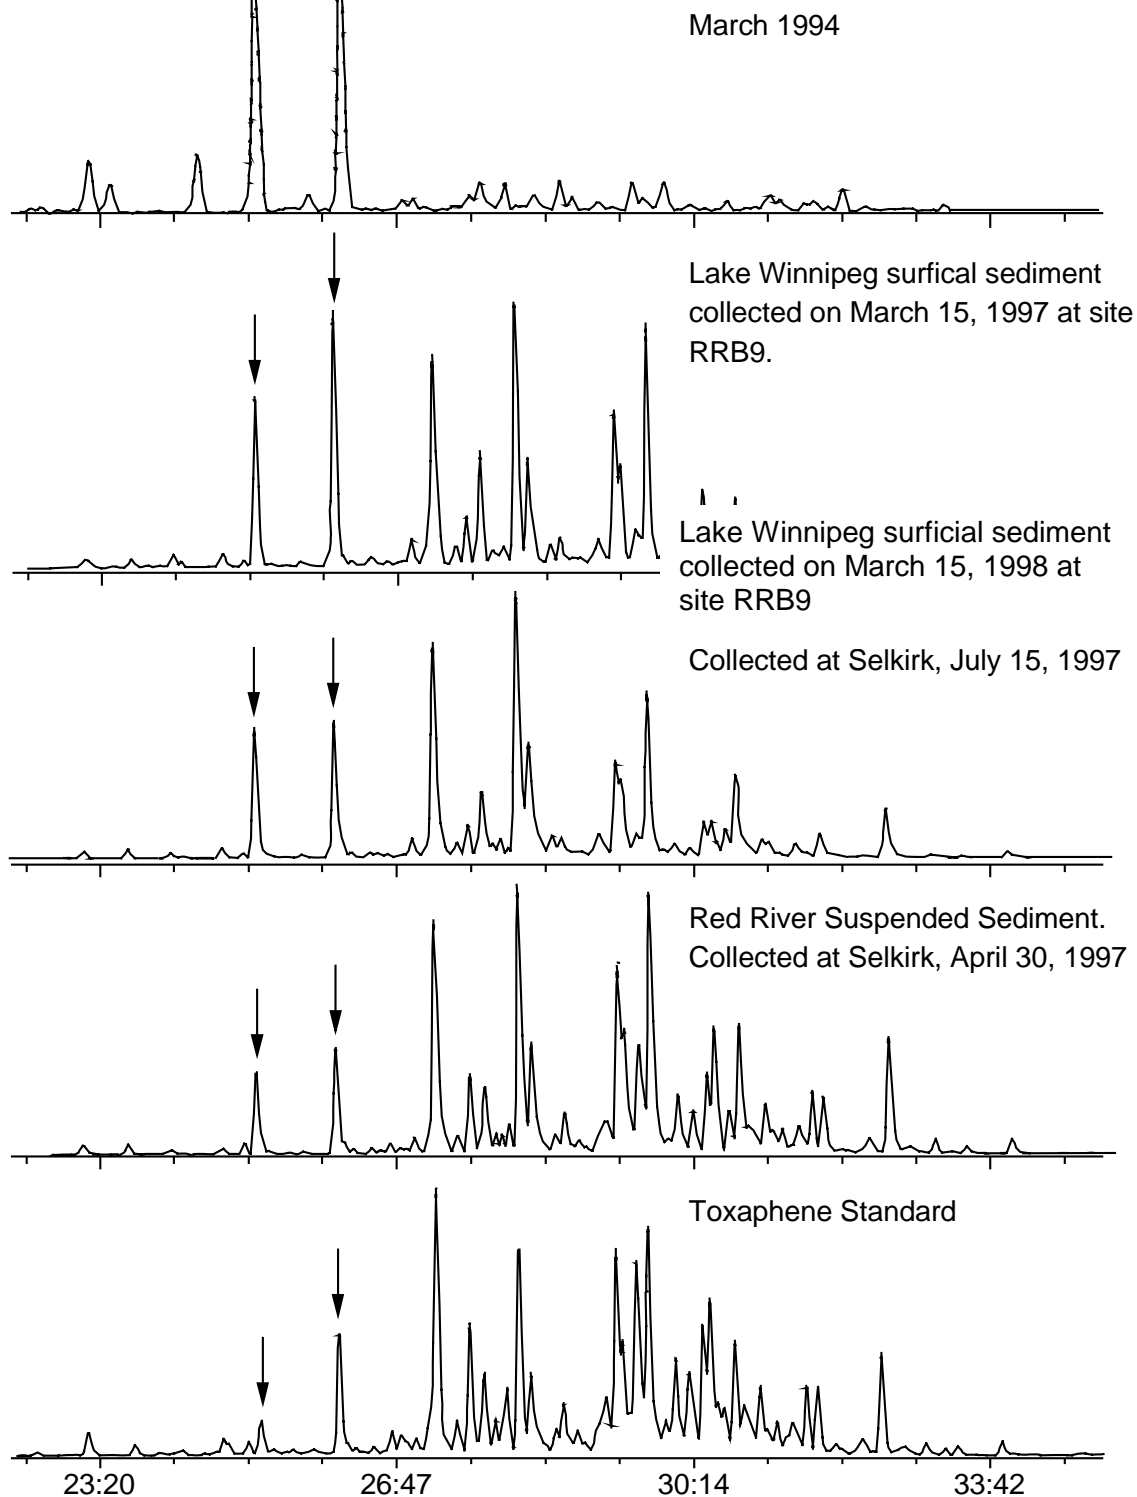 March 1994
Lake Winnipeg surfical sediment
collected on March 15, 1997 at site
RRB9.
Lake Winnipeg surficial sediment
collected on March 15, 1998 at
site RRB9
Collected at Selkirk, July 15, 1997
Red River Suspended Sediment.
Collected at Selkirk, April 30, 1997
Toxaphene Standard
23:20 26:47 30:14 33:42